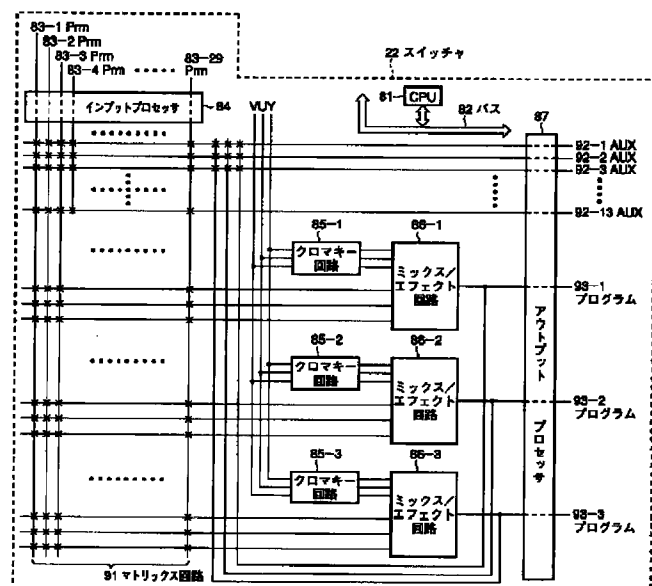 83-1 Prm
83-2 Prm
83-3 Prm
83-4 Prm
83-29
Prm
22 スイッチャ
インプットプロセッサ
84
VUY
81
CPU
82 バス
87
92-1 AUX
92-2 AUX
92-3 AUX
92-13 AUX
85-1
クロマキー
回路
86-1
ミックス/
エフェクト
回路
93-1
プログラム
85-2
クロマキー
回路
86-2
ミックス/
エフェクト
回路
93-2
プログラム
アウトプット
プロセッサ
85-3
クロマキー
回路
86-3
ミックス/
エフェクト
回路
93-3
プログラム
91 マトリックス回路